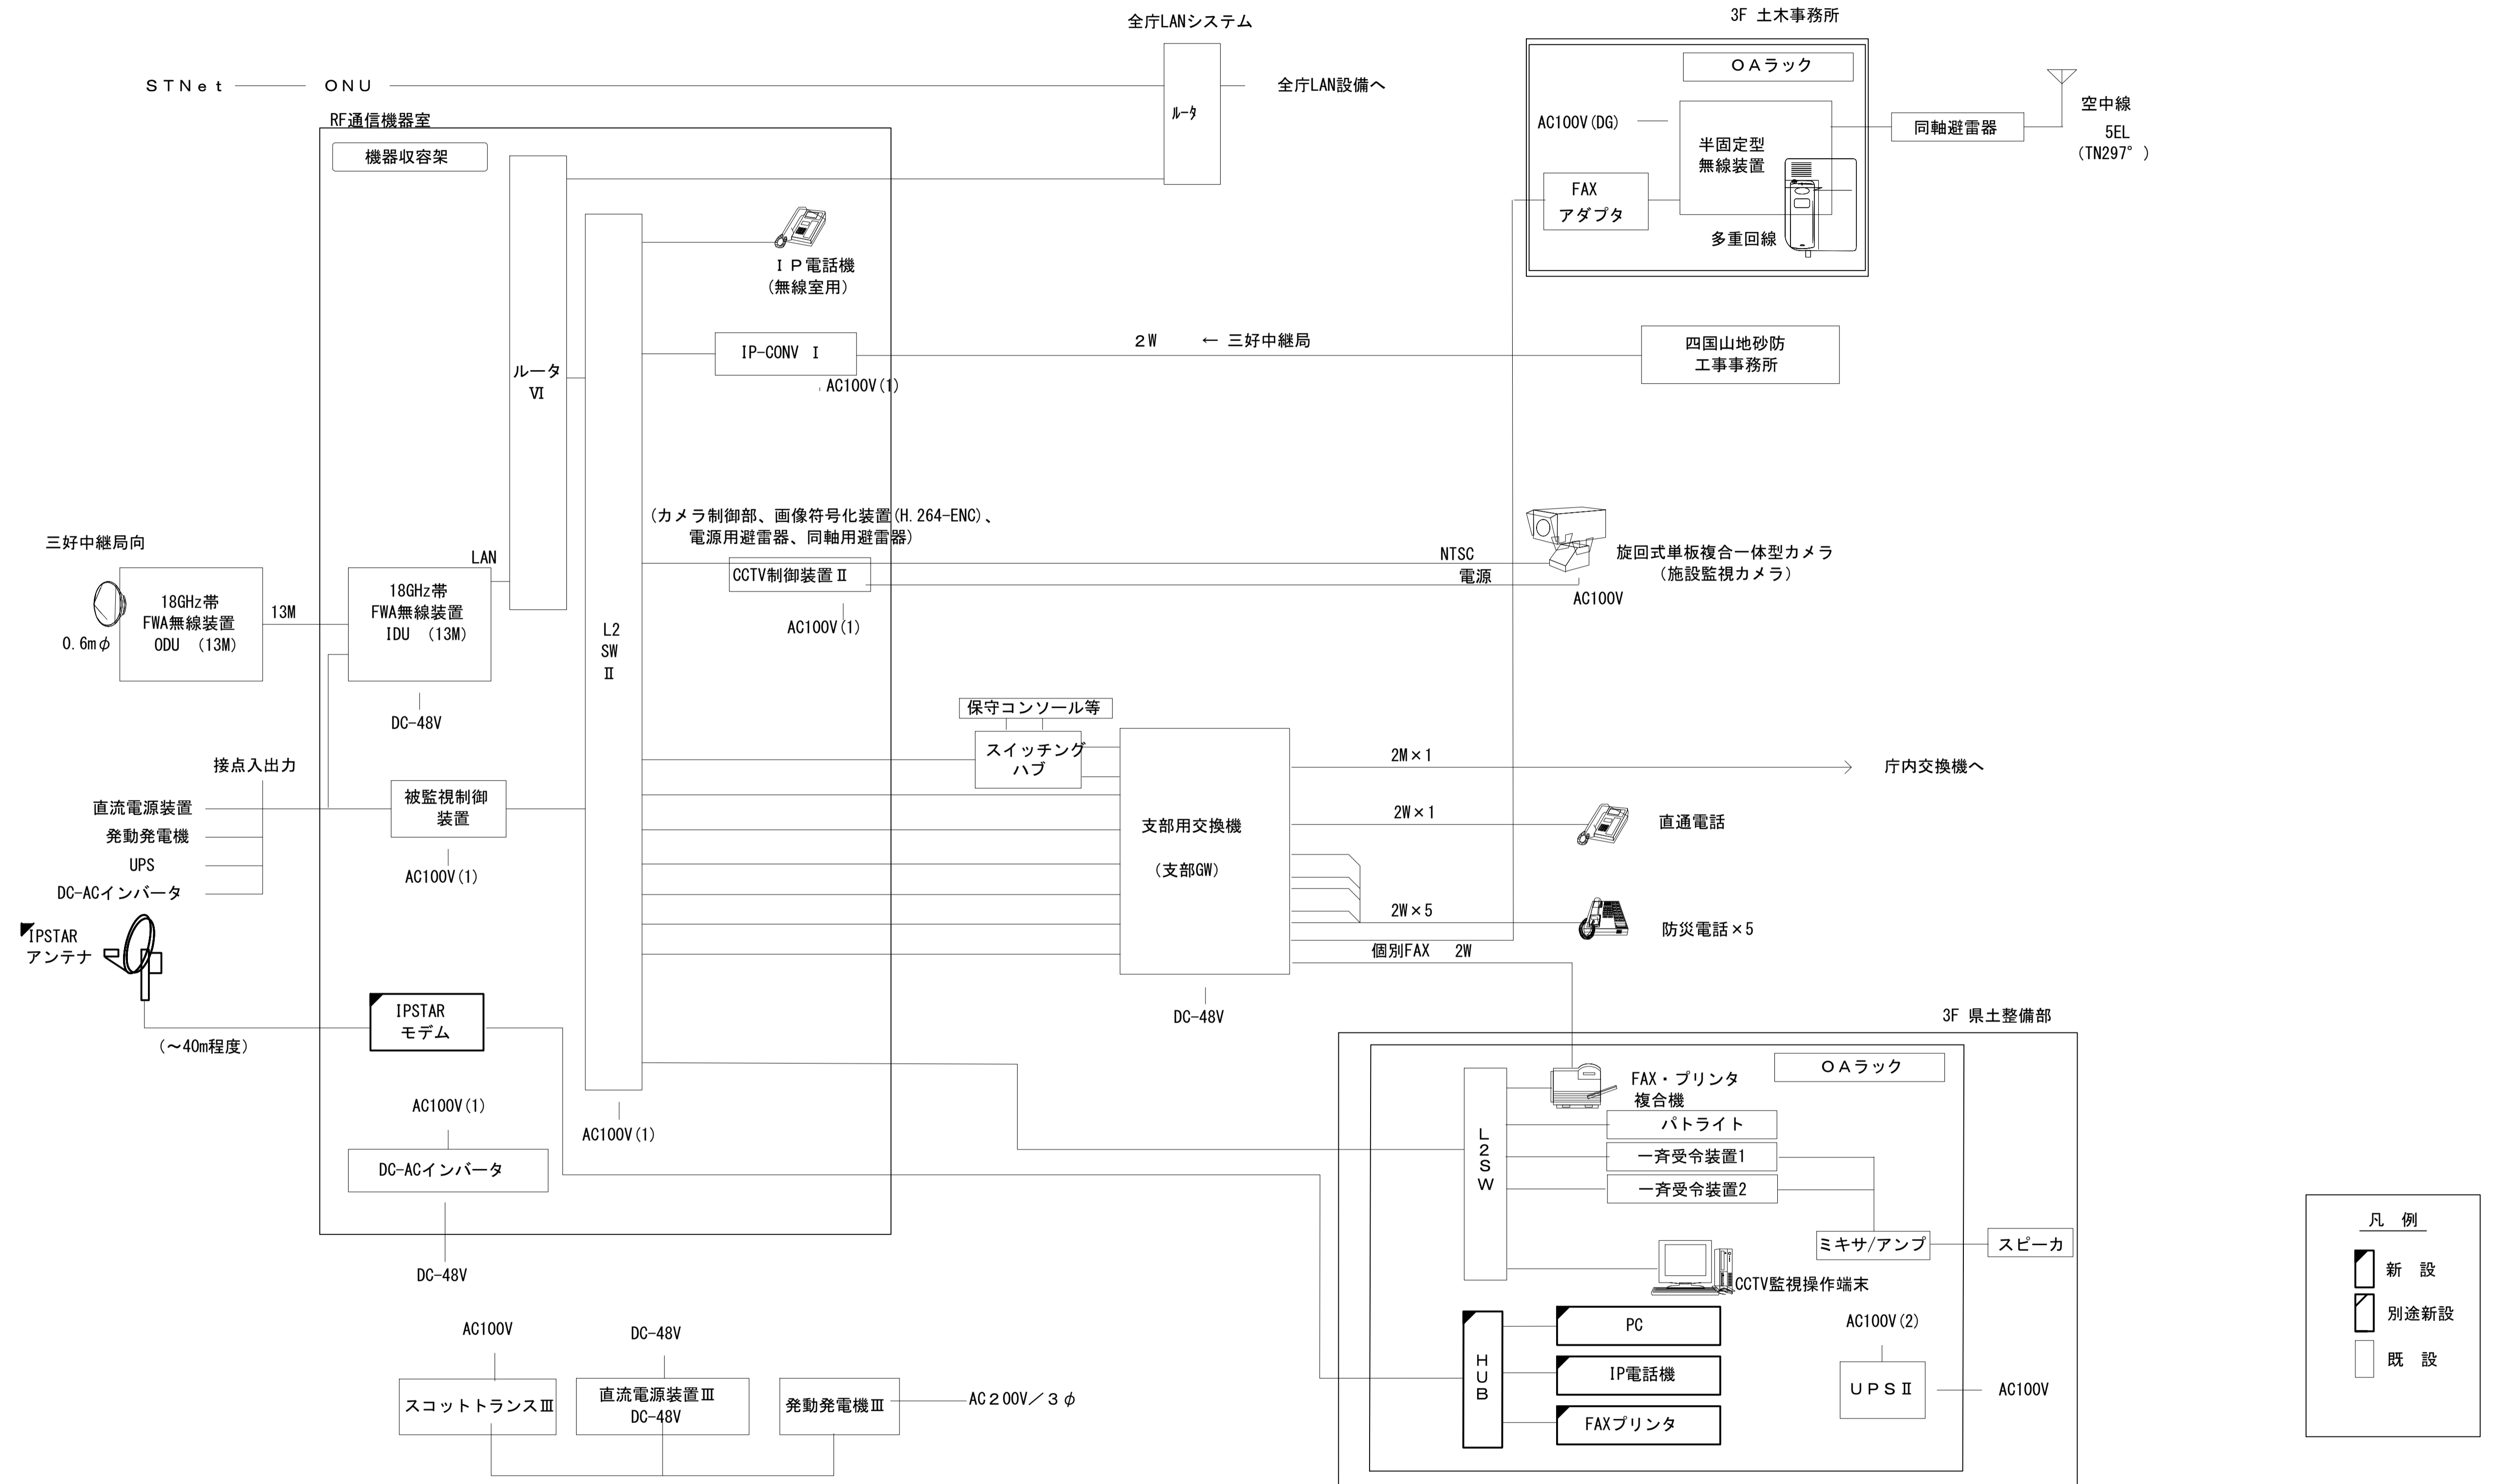 全庁LANシステム
3F 土木事務所
STNet
ONU
全庁LAN設備へ
ルータ
OAラック
AC100V(DG)
半固定型
無線装置
同軸避雷器
空中線
5EL
(TN297°)
FAX
アダプタ
多重回線
RF通信機器室
機器収容架
IP電話機
(無線室用)
IP-CONV Ⅰ
AC100V(1)
2W ← 三好中継局
四国山地砂防
工事事務所
ルータ
Ⅵ
(カメラ制御部、画像符号化装置(H.264-ENC)、
電源用避雷器、同軸用避雷器)
CCTV制御装置Ⅱ
AC100V(1)
NTSC
電源
旋回式単板複合一体型カメラ
(施設監視カメラ)
AC100V
三好中継局向
0.6mφ
18GHz帯
FWA無線装置
ODU (13M)
13M
18GHz帯
FWA無線装置
IDU (13M)
LAN
DC-48V
L2
SW
Ⅱ
保守コンソール等
スイッチング
ハブ
支部用交換機
(支部GW)
DC-48V
2M×1
庁内交換機へ
2W×1
直通電話
2W×5
防災電話×5
個別FAX 2W
接点入出力
直流電源装置
発動発電機
UPS
DC-ACインバータ
被監視制御
装置
AC100V(1)
IPSTAR
アンテナ
(～40m程度)
IPSTAR
モデム
AC100V(1)
DC-ACインバータ
DC-48V
AC100V(1)
3F 県土整備部
OAラック
L2SW
FAX・プリンタ
複合機
パトライト
一斉受令装置1
一斉受令装置2
ミキサ/アンプ
スピーカ
CCTV監視操作端末
HUB
PC
IP電話機
FAXプリンタ
AC100V(2)
UPSⅡ
AC100V
AC100V
スコットトランスⅢ
DC-48V
直流電源装置Ⅲ
DC-48V
発動発電機Ⅲ
AC200V/3φ
凡 例
新 設
別途新設
既 設